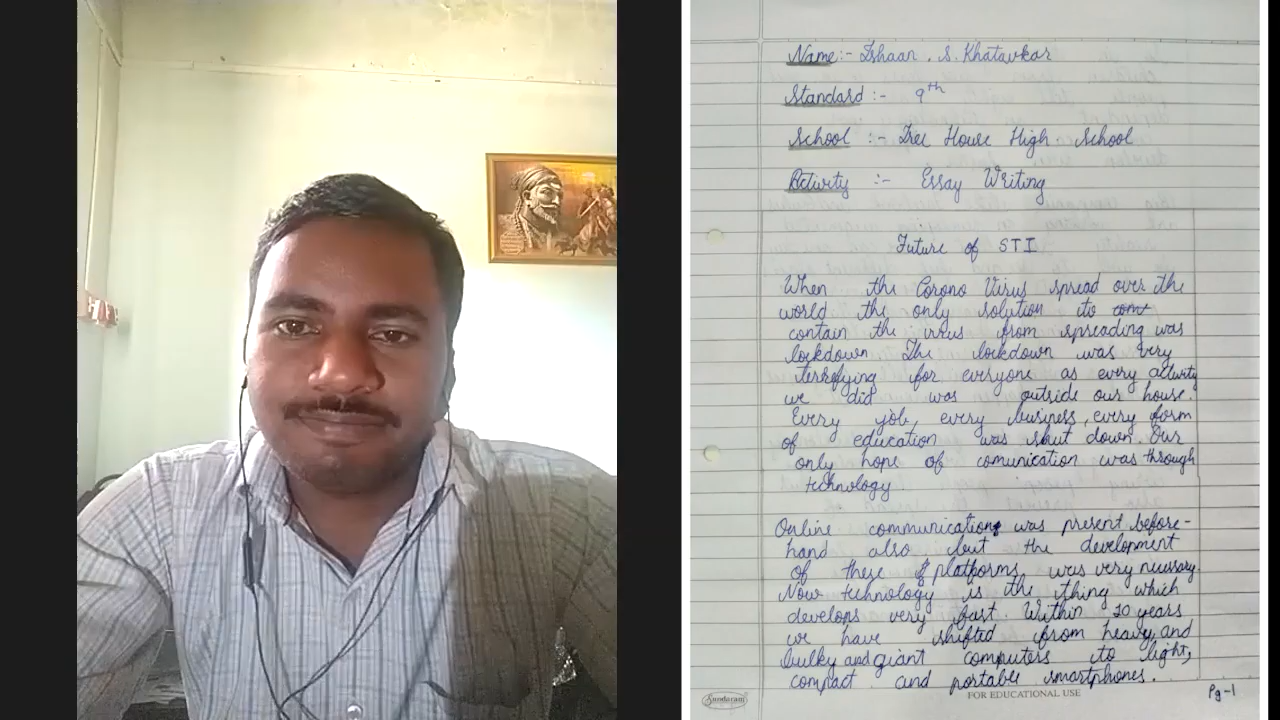 Name:- Ishaan. S. Khatavkar
Standard :- 9th
School :- Tree House High School
Activity :- Essay Writing
Future of STI
When the Corono Virus spread over the
world the only solution to come
contain the virus from spreading was
lockdown The lockdown was very
terrefying for everyone as every activity
we did was outside our house.
Every job, every business, every form
of education was shut down. Our
only hope of comunication was through
technology.
Online communications was present before-
hand also but the development
of these platforms was very necessary
Now technology is the thing which
develops very fast. Within 20 years
we have shifted from heavy and
bulky and giant computers to light,
compact and portable smartphones.
Sundaram
FOR EDUCATIONAL USE
Pg-1